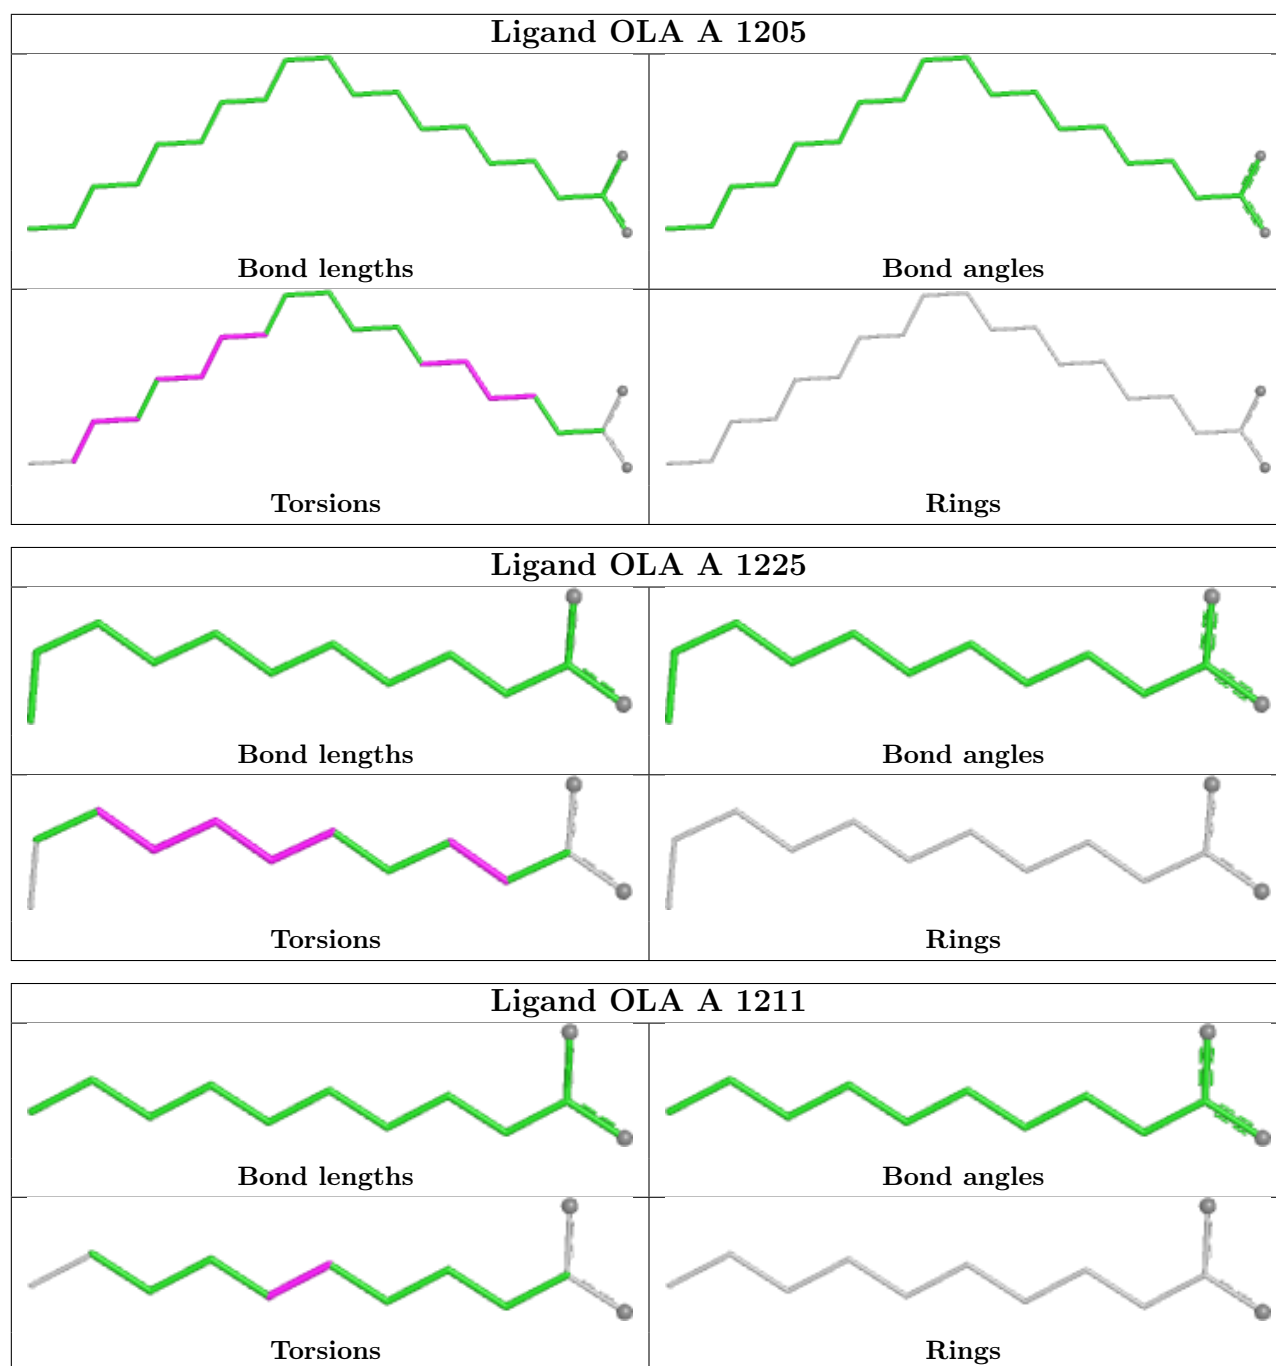 Ligand OLA A 1205
Bond lengths
Bond angles
Torsions
Rings
Ligand OLA A 1225
Bond lengths
Bond angles
Torsions
Rings
Ligand OLA A 1211
Bond lengths
Bond angles
Torsions
Rings